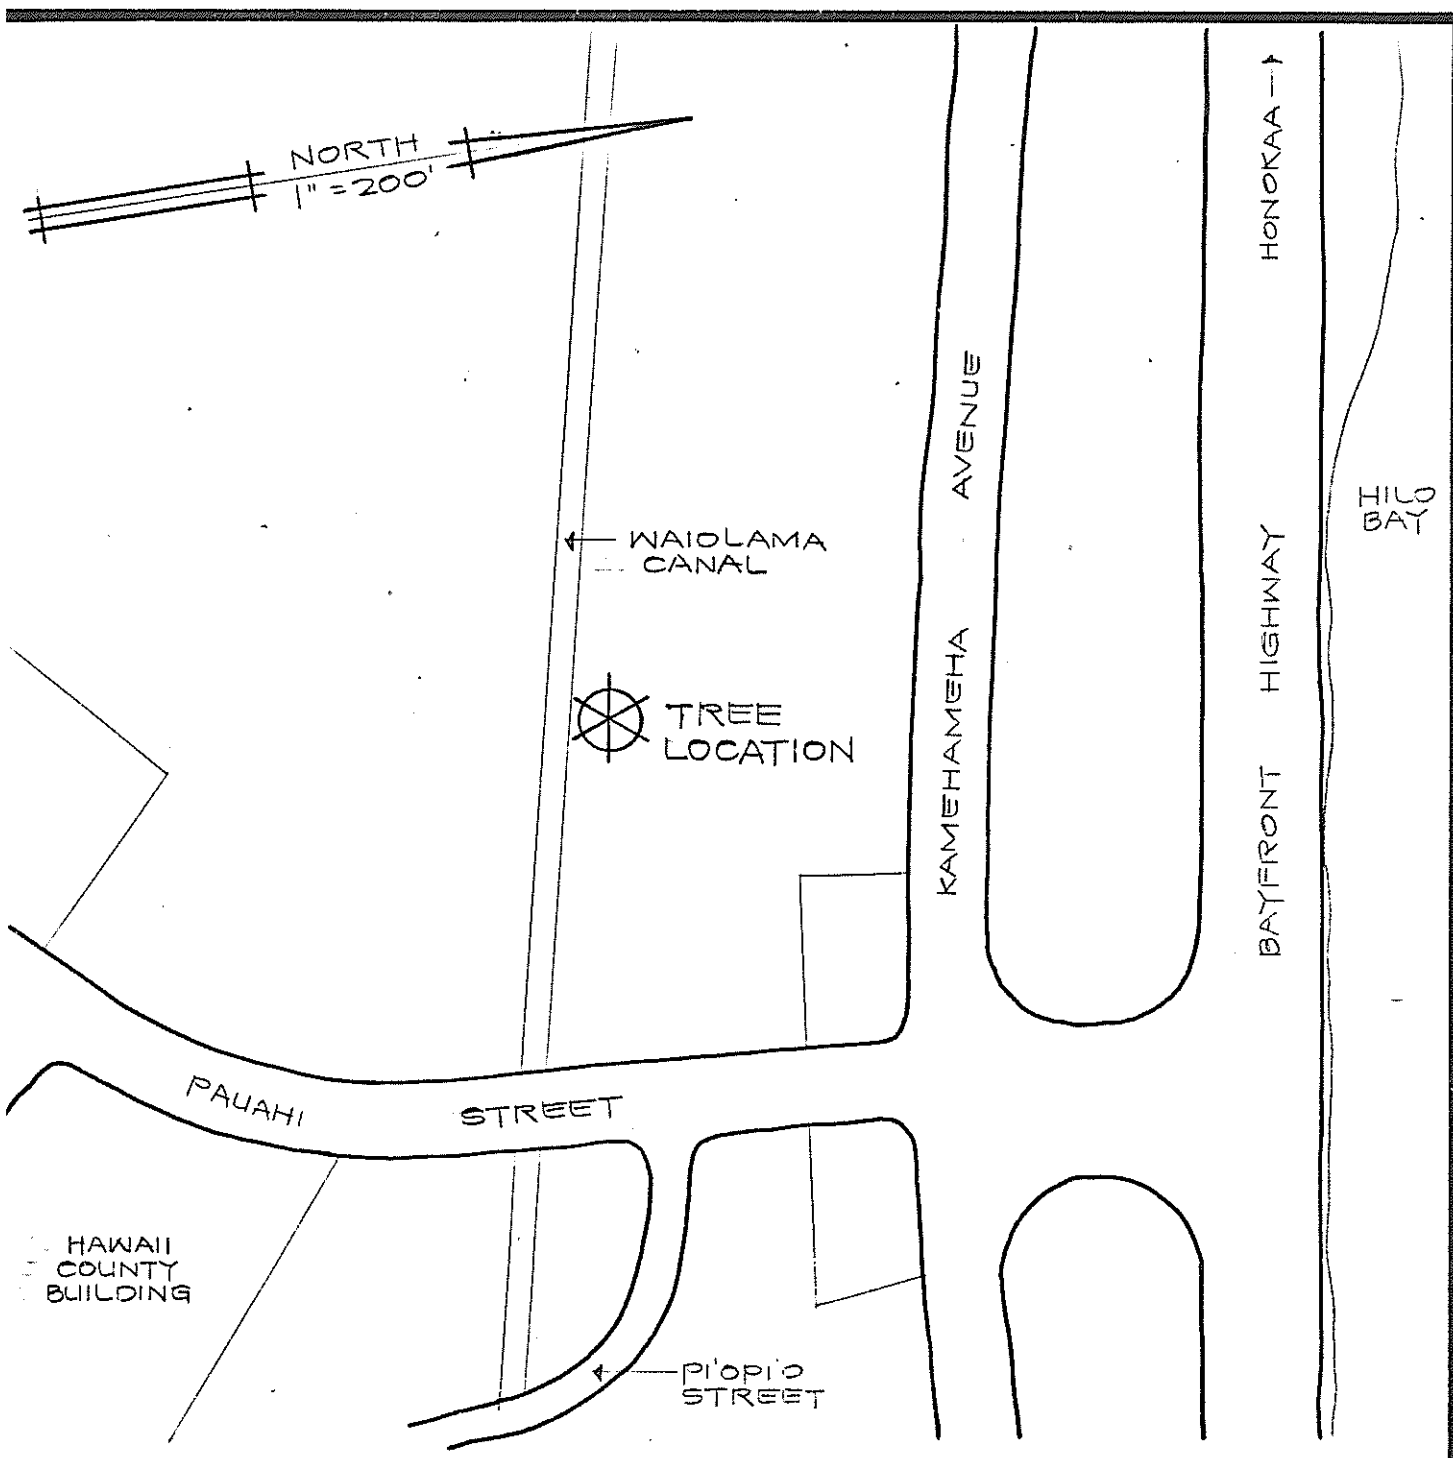 NORTH
1" = 200'
HONOKAA →
HILO
BAY
KAMEHAMEHA AVENUE
BAYFRONT HIGHWAY
WAIOLAMA
CANAL
TREE
LOCATION
PAUAHI STREET
HAWAII
COUNTY
BUILDING
PI'OPI'O
STREET